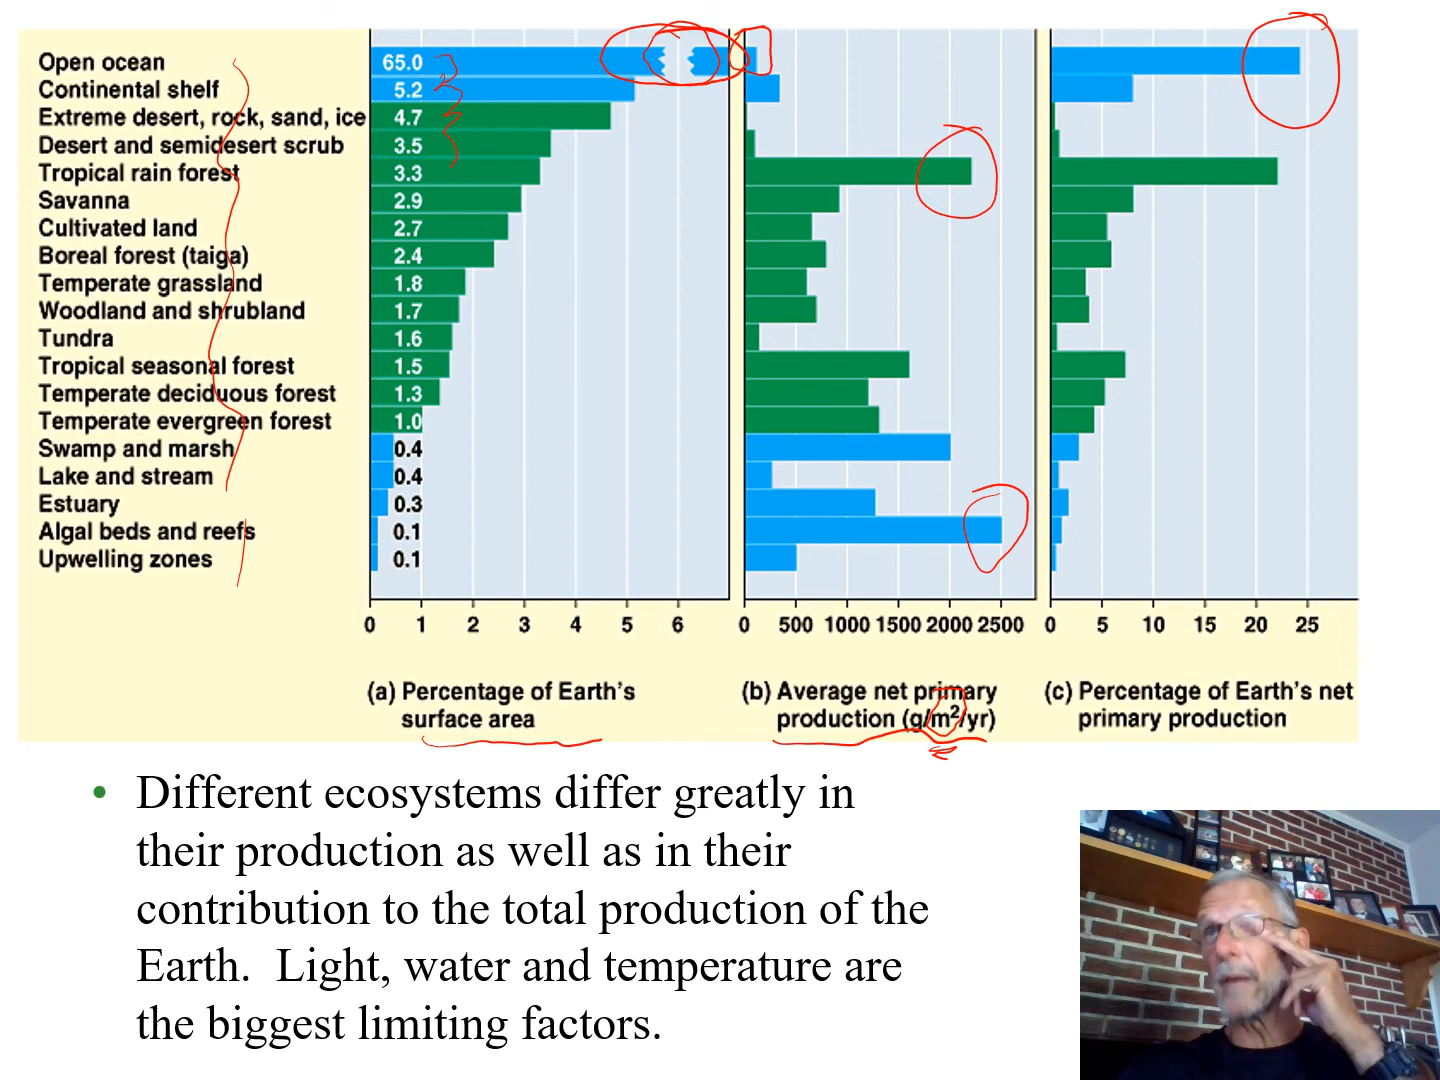 Open ocean 65.0
Continental shelf 5.2
Extreme desert, rock, sand, ice 4.7
Desert and semidesert scrub 3.5
Tropical rain forest 3.3
Savanna 2.9
Cultivated land 2.7
Boreal forest (taiga) 2.4
Temperate grassland 1.8
Woodland and shrubland 1.7
Tundra 1.6
Tropical seasonal forest 1.5
Temperate deciduous forest 1.3
Temperate evergreen forest 1.0
Swamp and marsh 0.4
Lake and stream 0.4
Estuary 0.3
Algal beds and reefs 0.1
Upwelling zones 0.1
0 1 2 3 4 5 6
0 500 1000 1500 2000 2500
0 5 10 15 20 25
(a) Percentage of Earth's
surface area
(b) Average net primary
production (g/m²/yr)
(c) Percentage of Earth's net
primary production
• Different ecosystems differ greatly in
their production as well as in their
contribution to the total production of the
Earth.  Light, water and temperature are
the biggest limiting factors.